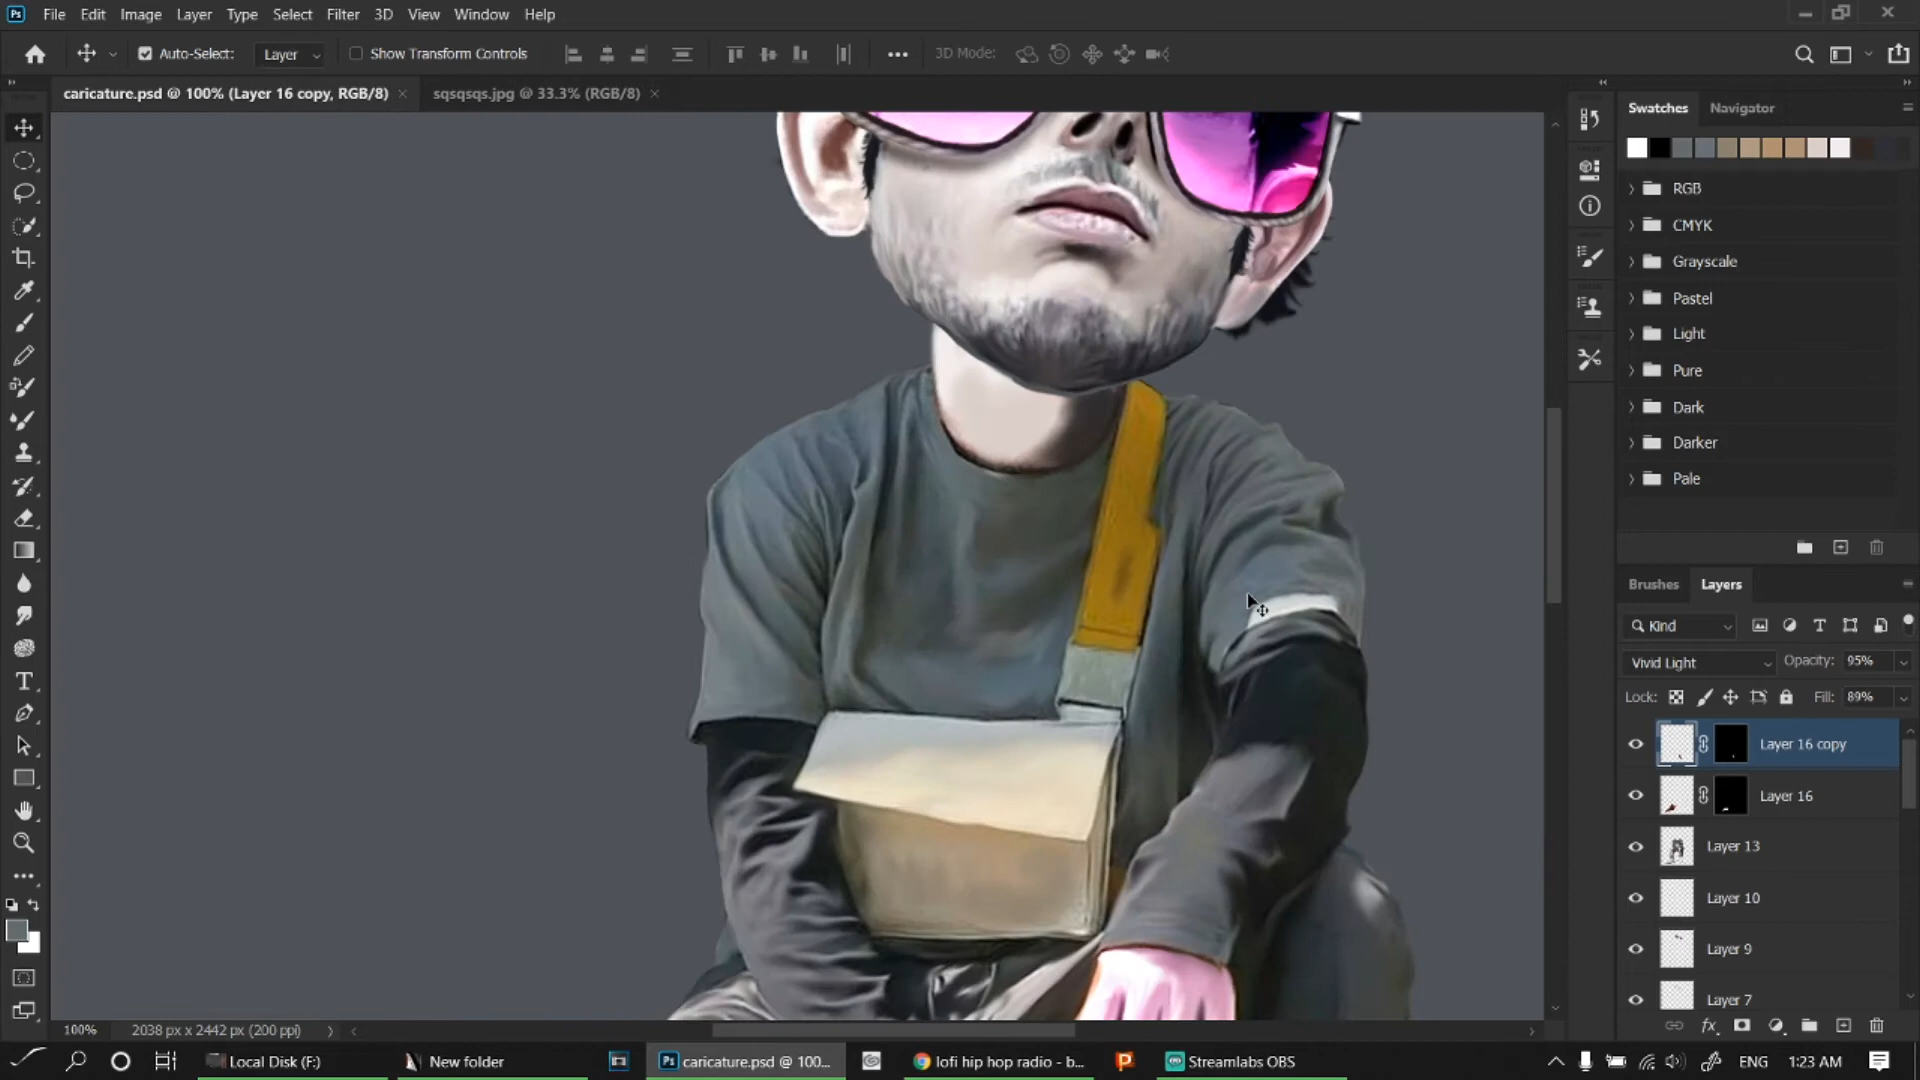 Ps File Edit Image Layer Type Select Filter 3D View Window Help
Auto-Select: Layer Show Transform Controls 3D Mode:
caricature.psd @ 100% (Layer 16 copy, RGB/8) × sqsqsqs.jpg @ 33.3% (RGB/8) ×
Swatches Navigator
RGB
CMYK
Grayscale
Pastel
Light
Pure
Dark
Darker
Pale
Brushes Layers
Kind
Vivid Light Opacity: 95%
Lock: Fill: 89%
Layer 16 copy
Layer 16
Layer 13
Layer 10
Layer 9
Layer 7
100% 2038 px x 2442 px (200 ppi)
Local Disk (F:) New folder Ps caricature.psd @ 100... lofi hip hop radio - b... Streamlabs OBS ENG 1:23 AM